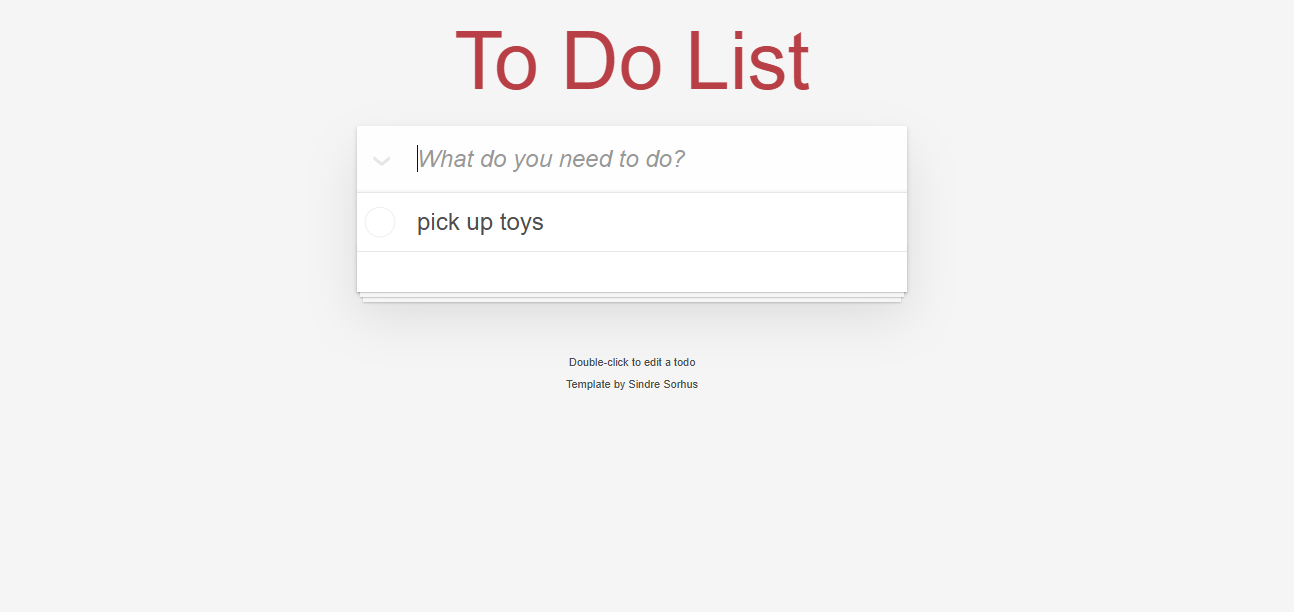 To Do List
What do you need to do?
pick up toys
Double-click to edit a todo
Template by Sindre Sorhus